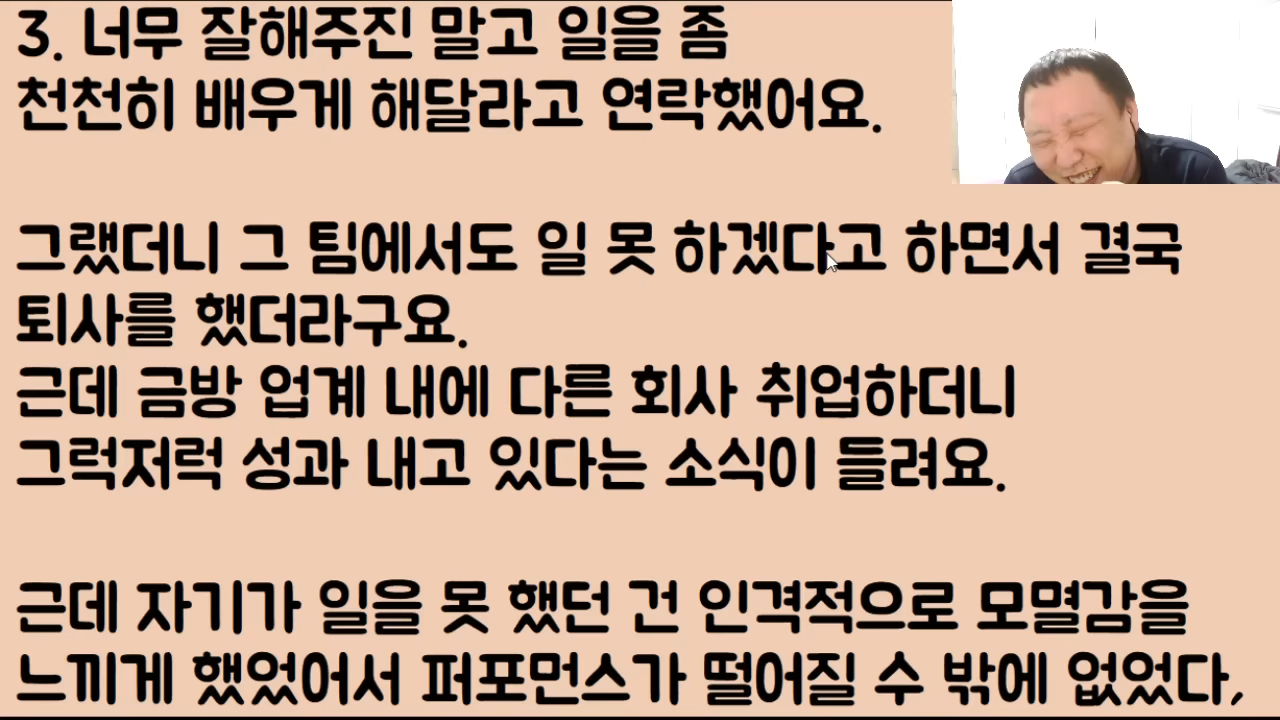 3. 너무 잘해주진 말고 일을 좀
천천히 배우게 해달라고 연락했어요.
그랬더니 그 팀에서도 일 못 하겠다고 하면서 결국
퇴사를 했더라구요.
근데 금방 업계 내에 다른 회사 취업하더니
그럭저럭 성과 내고 있다는 소식이 들려요.
근데 자기가 일을 못 했던 건 인격적으로 모멸감을
느끼게 했었어서 퍼포먼스가 떨어질 수 밖에 없었다,